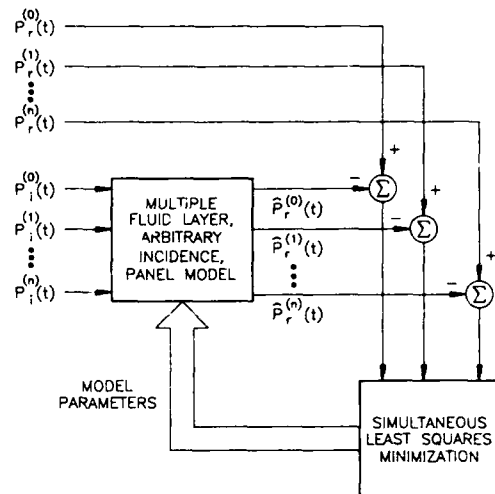 P_r^(0)(t)
P_r^(1)(t)
P_r^(n)(t)
+
+
+
P_i^(0)(t)
P_i^(1)(t)
P_i^(n)(t)
MULTIPLE
FLUID LAYER,
ARBITRARY
INCIDENCE,
PANEL MODEL
P̂_r^(0)(t)
P̂_r^(1)(t)
P̂_r^(n)(t)
−
−
−
Σ
Σ
Σ
MODEL
PARAMETERS
SIMULTANEOUS
LEAST SQUARES
MINIMIZATION